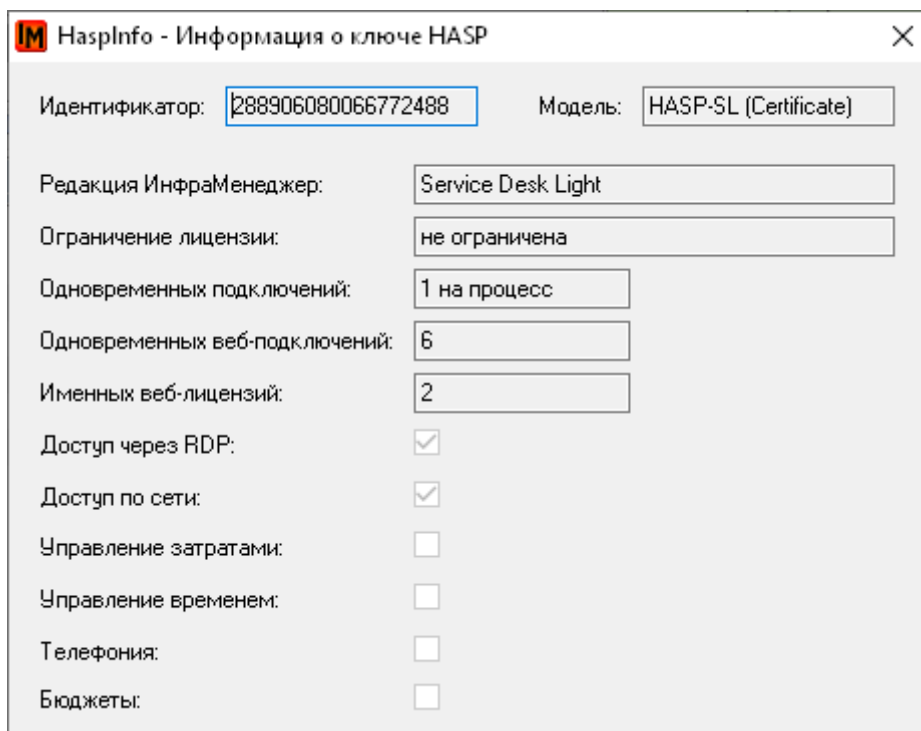 IM HaspInfo - Информация о ключе HASP
Идентификатор: 288906080066772488 Модель: HASP-SL (Certificate)
Редакция ИнфраМенеджер: Service Desk Light
Ограничение лицензии: не ограничена
Одновременных подключений: 1 на процесс
Одновременных веб-подключений: 6
Именных веб-лицензий: 2
Доступ через RDP:
Доступ по сети:
Управление затратами:
Управление временем:
Телефония:
Бюджеты: